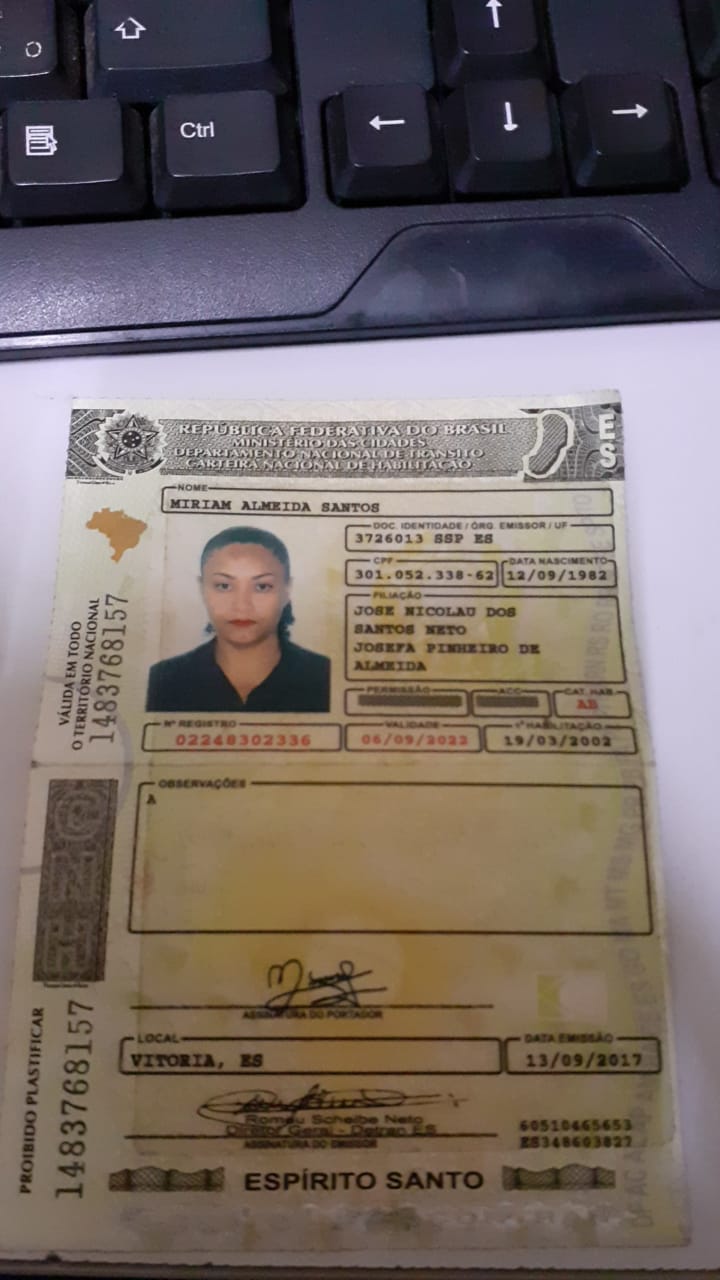 Ctrl
REPÚBLICA FEDERATIVA DO BRASIL
MINISTÉRIO DAS CIDADES
DEPARTAMENTO NACIONAL DE TRÂNSITO
CARTEIRA NACIONAL DE HABILITAÇÃO
ES
NOME
MIRIAM ALMEIDA SANTOS
DOC. IDENTIDADE / ÓRG. EMISSOR / UF
3726013 SSP ES
CPF
DATA NASCIMENTO
301.052.338-62
12/09/1982
FILIAÇÃO
JOSE NICOLAU DOS
SANTOS NETO
JOSEFA PINHEIRO DE
ALMEIDA
PERMISSÃO
ACC
CAT. HAB.
AB
Nº REGISTRO
VALIDADE
1ª HABILITAÇÃO
02248302336
06/09/2022
19/03/2002
VÁLIDA EM TODO
O TERRITÓRIO NACIONAL
1483768157
OBSERVAÇÕES
A
ASSINATURA DO PORTADOR
LOCAL
DATA EMISSÃO
VITORIA, ES
13/09/2017
Romeu Scheibe Neto
Diretor Geral - Detran ES
ASSINATURA DO EMISSOR
60510465653
ES348603827
PROIBIDO PLASTIFICAR
1483768157
ESPÍRITO SANTO